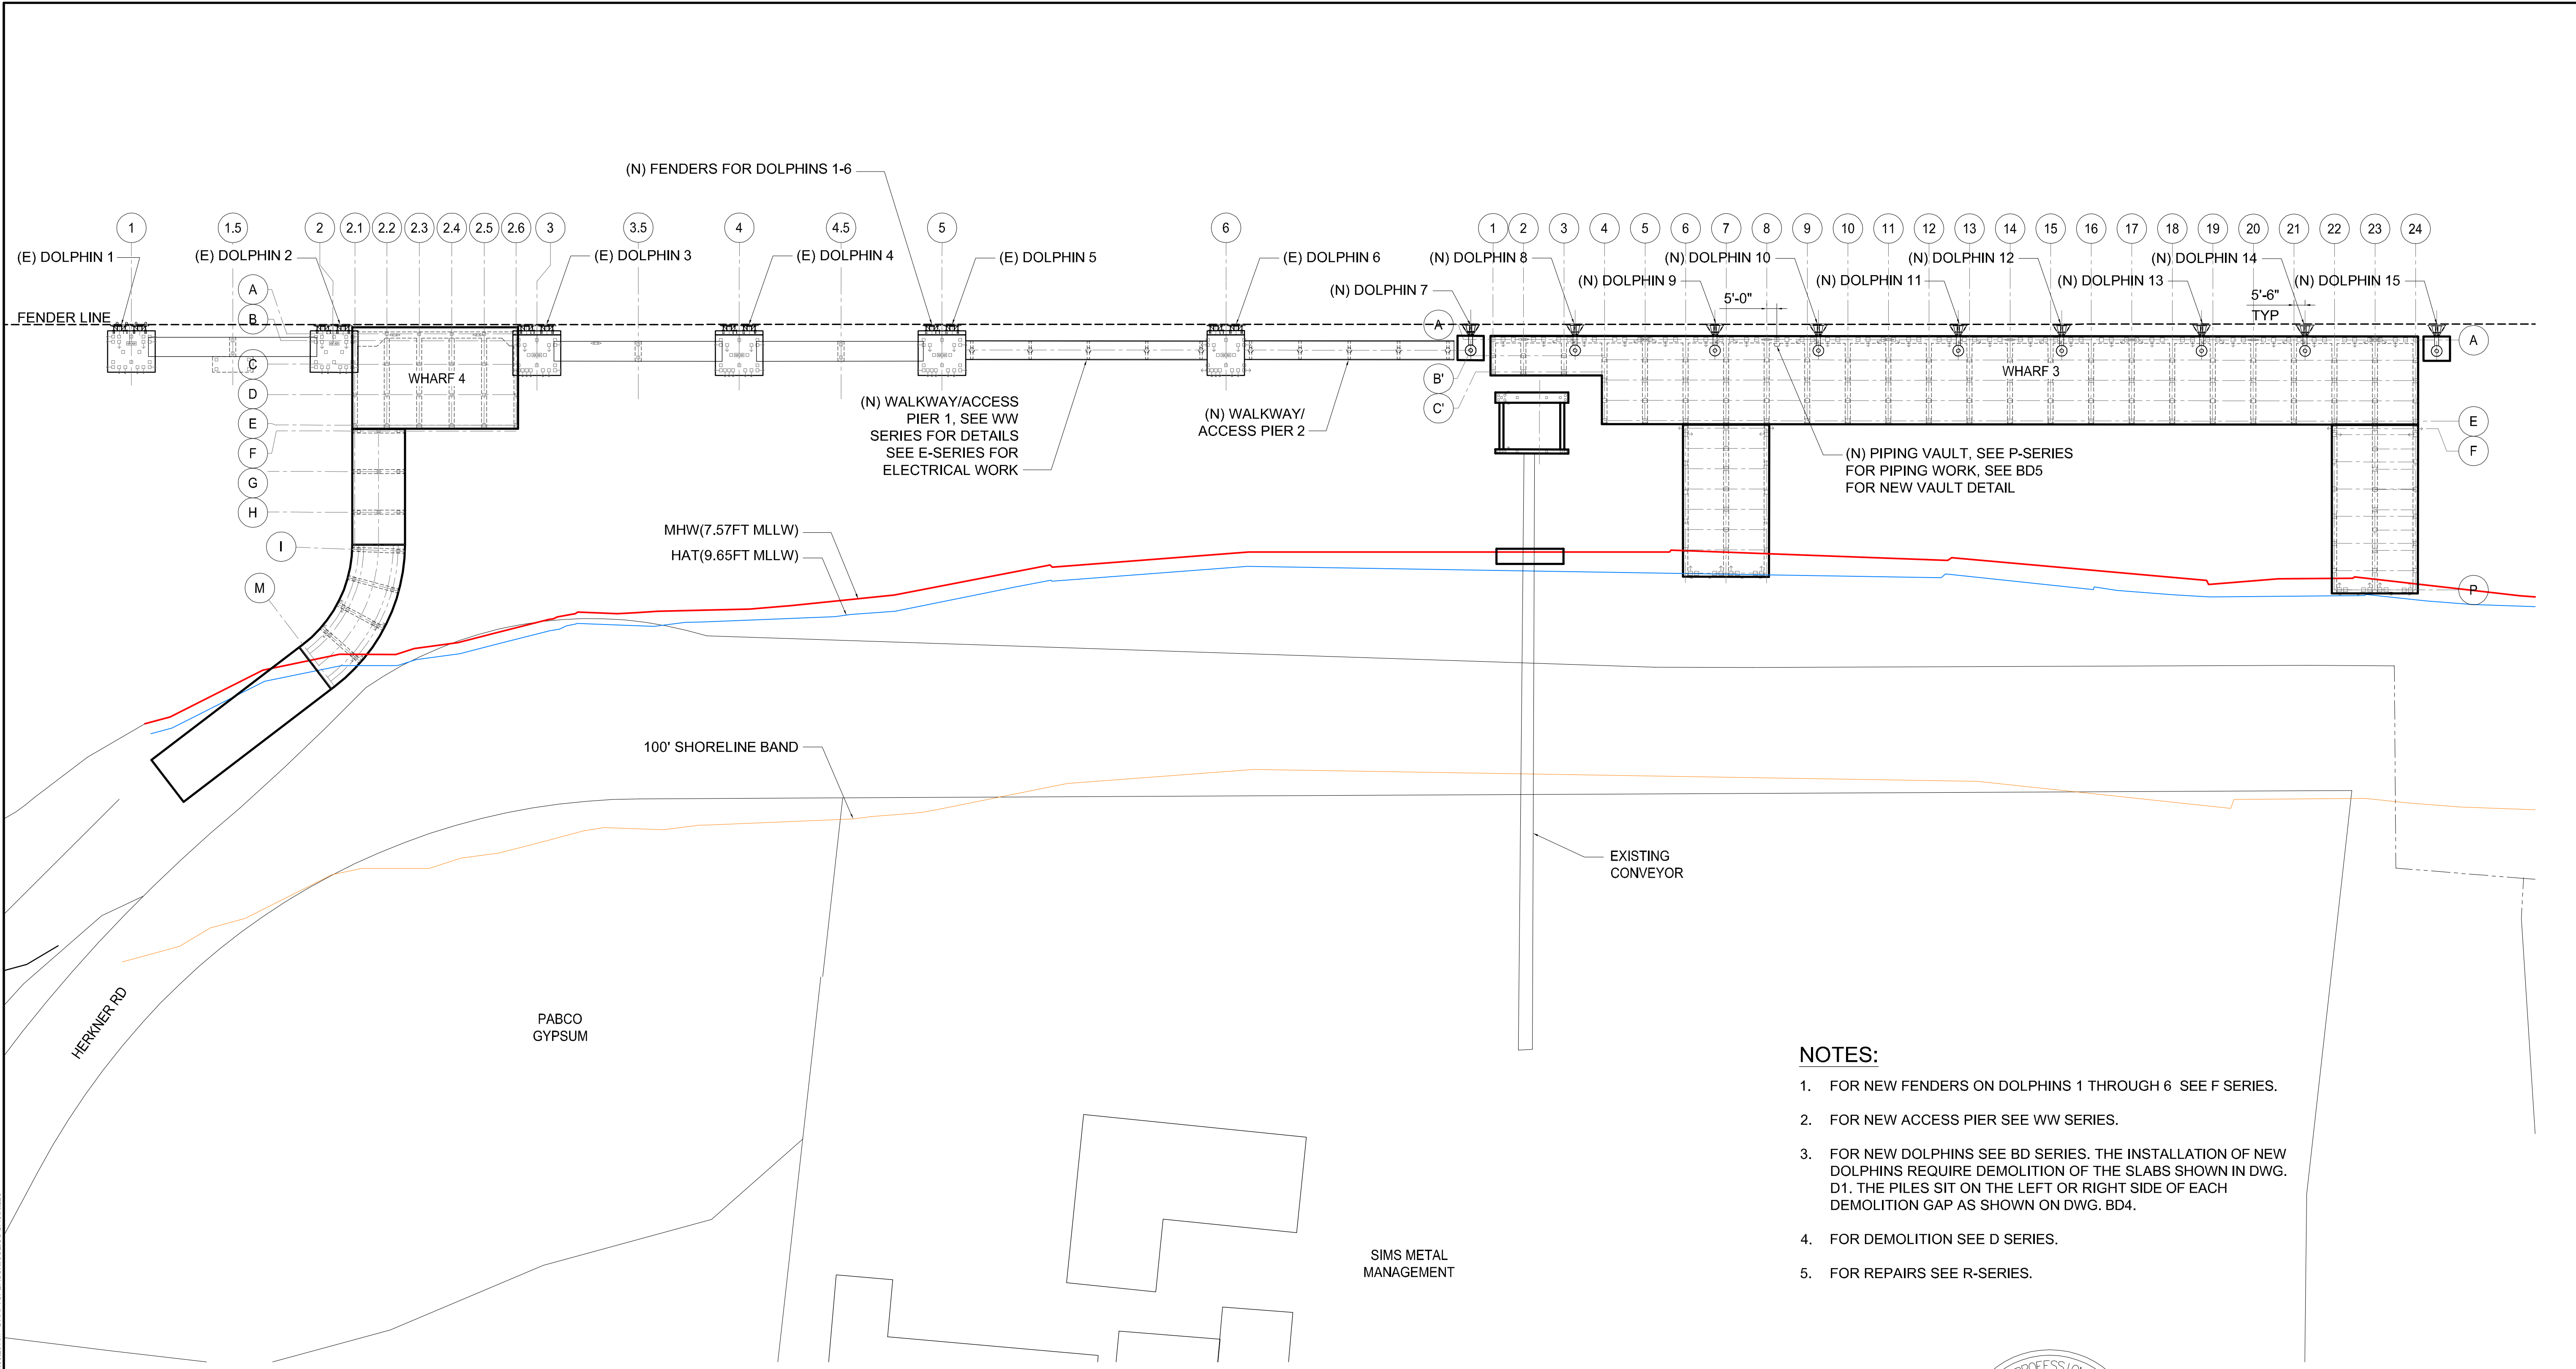 (N) FENDERS FOR DOLPHINS 1-6
1
1.5
2
2.1
2.2
2.3
2.4
2.5
2.6
3
3.5
4
4.5
5
6
1
2
3
4
5
6
7
8
9
10
11
12
13
14
15
16
17
18
19
20
21
22
23
24
(E) DOLPHIN 1
(E) DOLPHIN 2
(E) DOLPHIN 3
(E) DOLPHIN 4
(E) DOLPHIN 5
(E) DOLPHIN 6
(N) DOLPHIN 7
(N) DOLPHIN 8
(N) DOLPHIN 9
(N) DOLPHIN 10
(N) DOLPHIN 11
(N) DOLPHIN 12
(N) DOLPHIN 13
(N) DOLPHIN 14
(N) DOLPHIN 15
5'-0"
5'-6"
TYP
FENDER LINE
A
B
C
D
E
F
G
H
I
M
A
B'
C'
A
E
F
P
WHARF 4
WHARF 3
(N) WALKWAY/ACCESS
PIER 1, SEE WW
SERIES FOR DETAILS
SEE E-SERIES FOR
ELECTRICAL WORK
(N) WALKWAY/
ACCESS PIER 2
(N) PIPING VAULT, SEE P-SERIES
FOR PIPING WORK, SEE BD5
FOR NEW VAULT DETAIL
MHW(7.57FT MLLW)
HAT(9.65FT MLLW)
100' SHORELINE BAND
EXISTING
CONVEYOR
HERKNER RD
PABCO
GYPSUM
SIMS METAL
MANAGEMENT
NOTES:
1. FOR NEW FENDERS ON DOLPHINS 1 THROUGH 6 SEE F SERIES.
2. FOR NEW ACCESS PIER SEE WW SERIES.
3. FOR NEW DOLPHINS SEE BD SERIES. THE INSTALLATION OF NEW
DOLPHINS REQUIRE DEMOLITION OF THE SLABS SHOWN IN DWG.
D1. THE PILES SIT ON THE LEFT OR RIGHT SIDE OF EACH
DEMOLITION GAP AS SHOWN ON DWG. BD4.
4. FOR DEMOLITION SEE D SERIES.
5. FOR REPAIRS SEE R-SERIES.